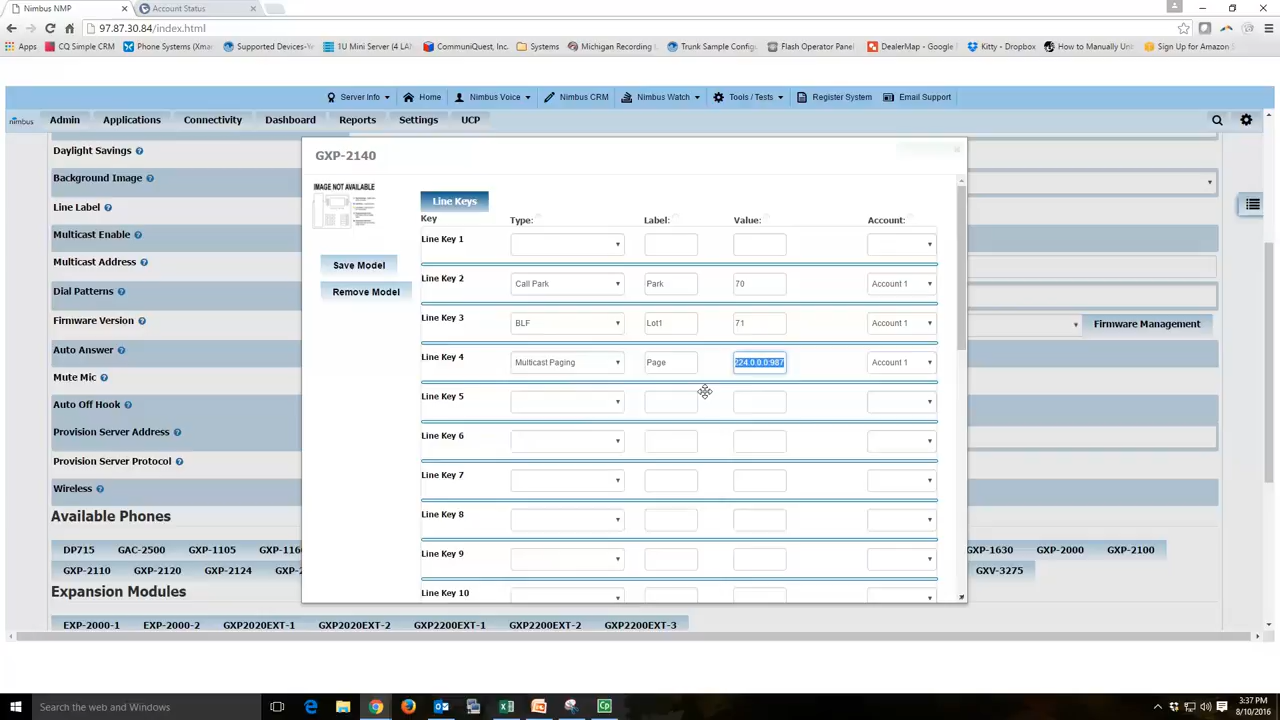 Nimbus NMP
Account Status
97.87.30.84/index.html
Apps
CQ Simple CRM
Phone Systems (Xma
Supported Devices-Y
1U Mini Server (4 LA
CommuniQuest, Inc.
Systems
Michigan Recording
Trunk Sample Config
Flash Operator Panel
DealerMap - Google
Kitty - Dropbox
How to Manually Un
Sign Up for Amazon
Server Info
Home
Nimbus Voice
Nimbus CRM
Nimbus Watch
Tools / Tests
Register System
Email Support
nimbus
Admin
Applications
Connectivity
Dashboard
Reports
Settings
UCP
Daylight Savings
Background Image
Line Label
Multicast Enable
Multicast Address
Dial Patterns
Firmware Version
Firmware Management
Auto Answer
Mute Mic
Auto Off Hook
Provision Server Address
Provision Server Protocol
Wireless
GXP-2140
IMAGE NOT AVAILABLE
Save Model
Remove Model
Line Keys
Key Type: Label: Value: Account:
Line Key 1
Line Key 2 Call Park Park 70 Account 1
Line Key 3 BLF Lot1 71 Account 1
Line Key 4 Multicast Paging Page 224.0.0.0:987 Account 1
Line Key 5
Line Key 6
Line Key 7
Line Key 8
Line Key 9
Line Key 10
Available Phones
DP715 GAC-2500 GXP-1105 GXP-116 GXP-1630 GXP-2000 GXP-2100
GXP-2110 GXP-2120 GXP-2124 GXV-3275
Expansion Modules
EXP-2000-1 EXP-2000-2 GXP2020EXT-1 GXP2020EXT-2 GXP2200EXT-1 GXP2200EXT-2 GXP2200EXT-3
Search the web and Windows
3:37 PM
8/10/2016